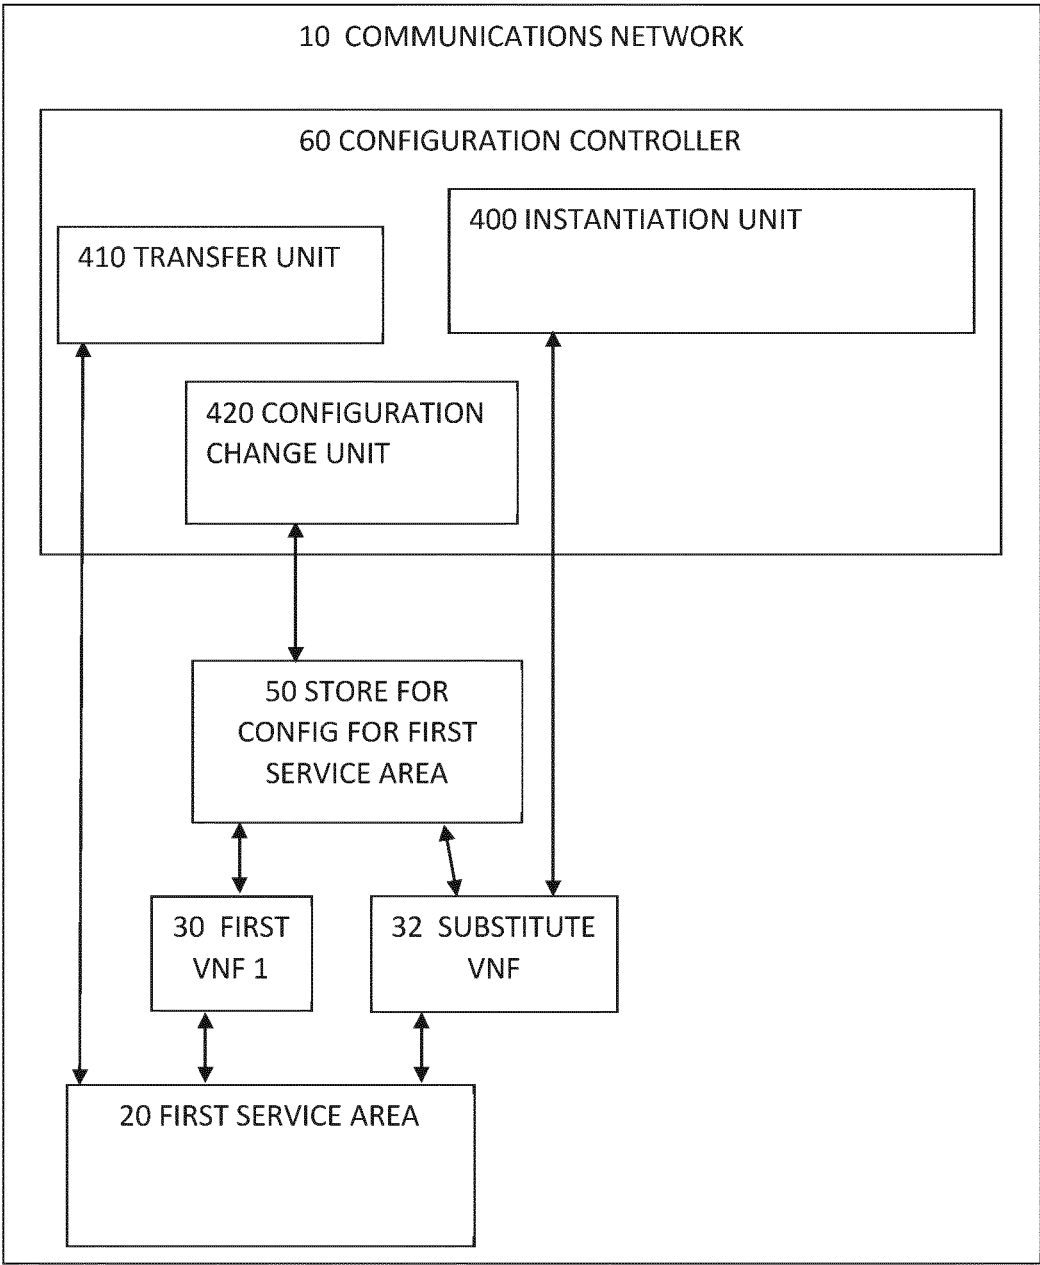 10 COMMUNICATIONS NETWORK
60 CONFIGURATION CONTROLLER
400 INSTANTIATION UNIT
410 TRANSFER UNIT
420 CONFIGURATION
CHANGE UNIT
50 STORE FOR
CONFIG FOR FIRST
SERVICE AREA
30 FIRST
VNF 1
32 SUBSTITUTE
VNF
20 FIRST SERVICE AREA